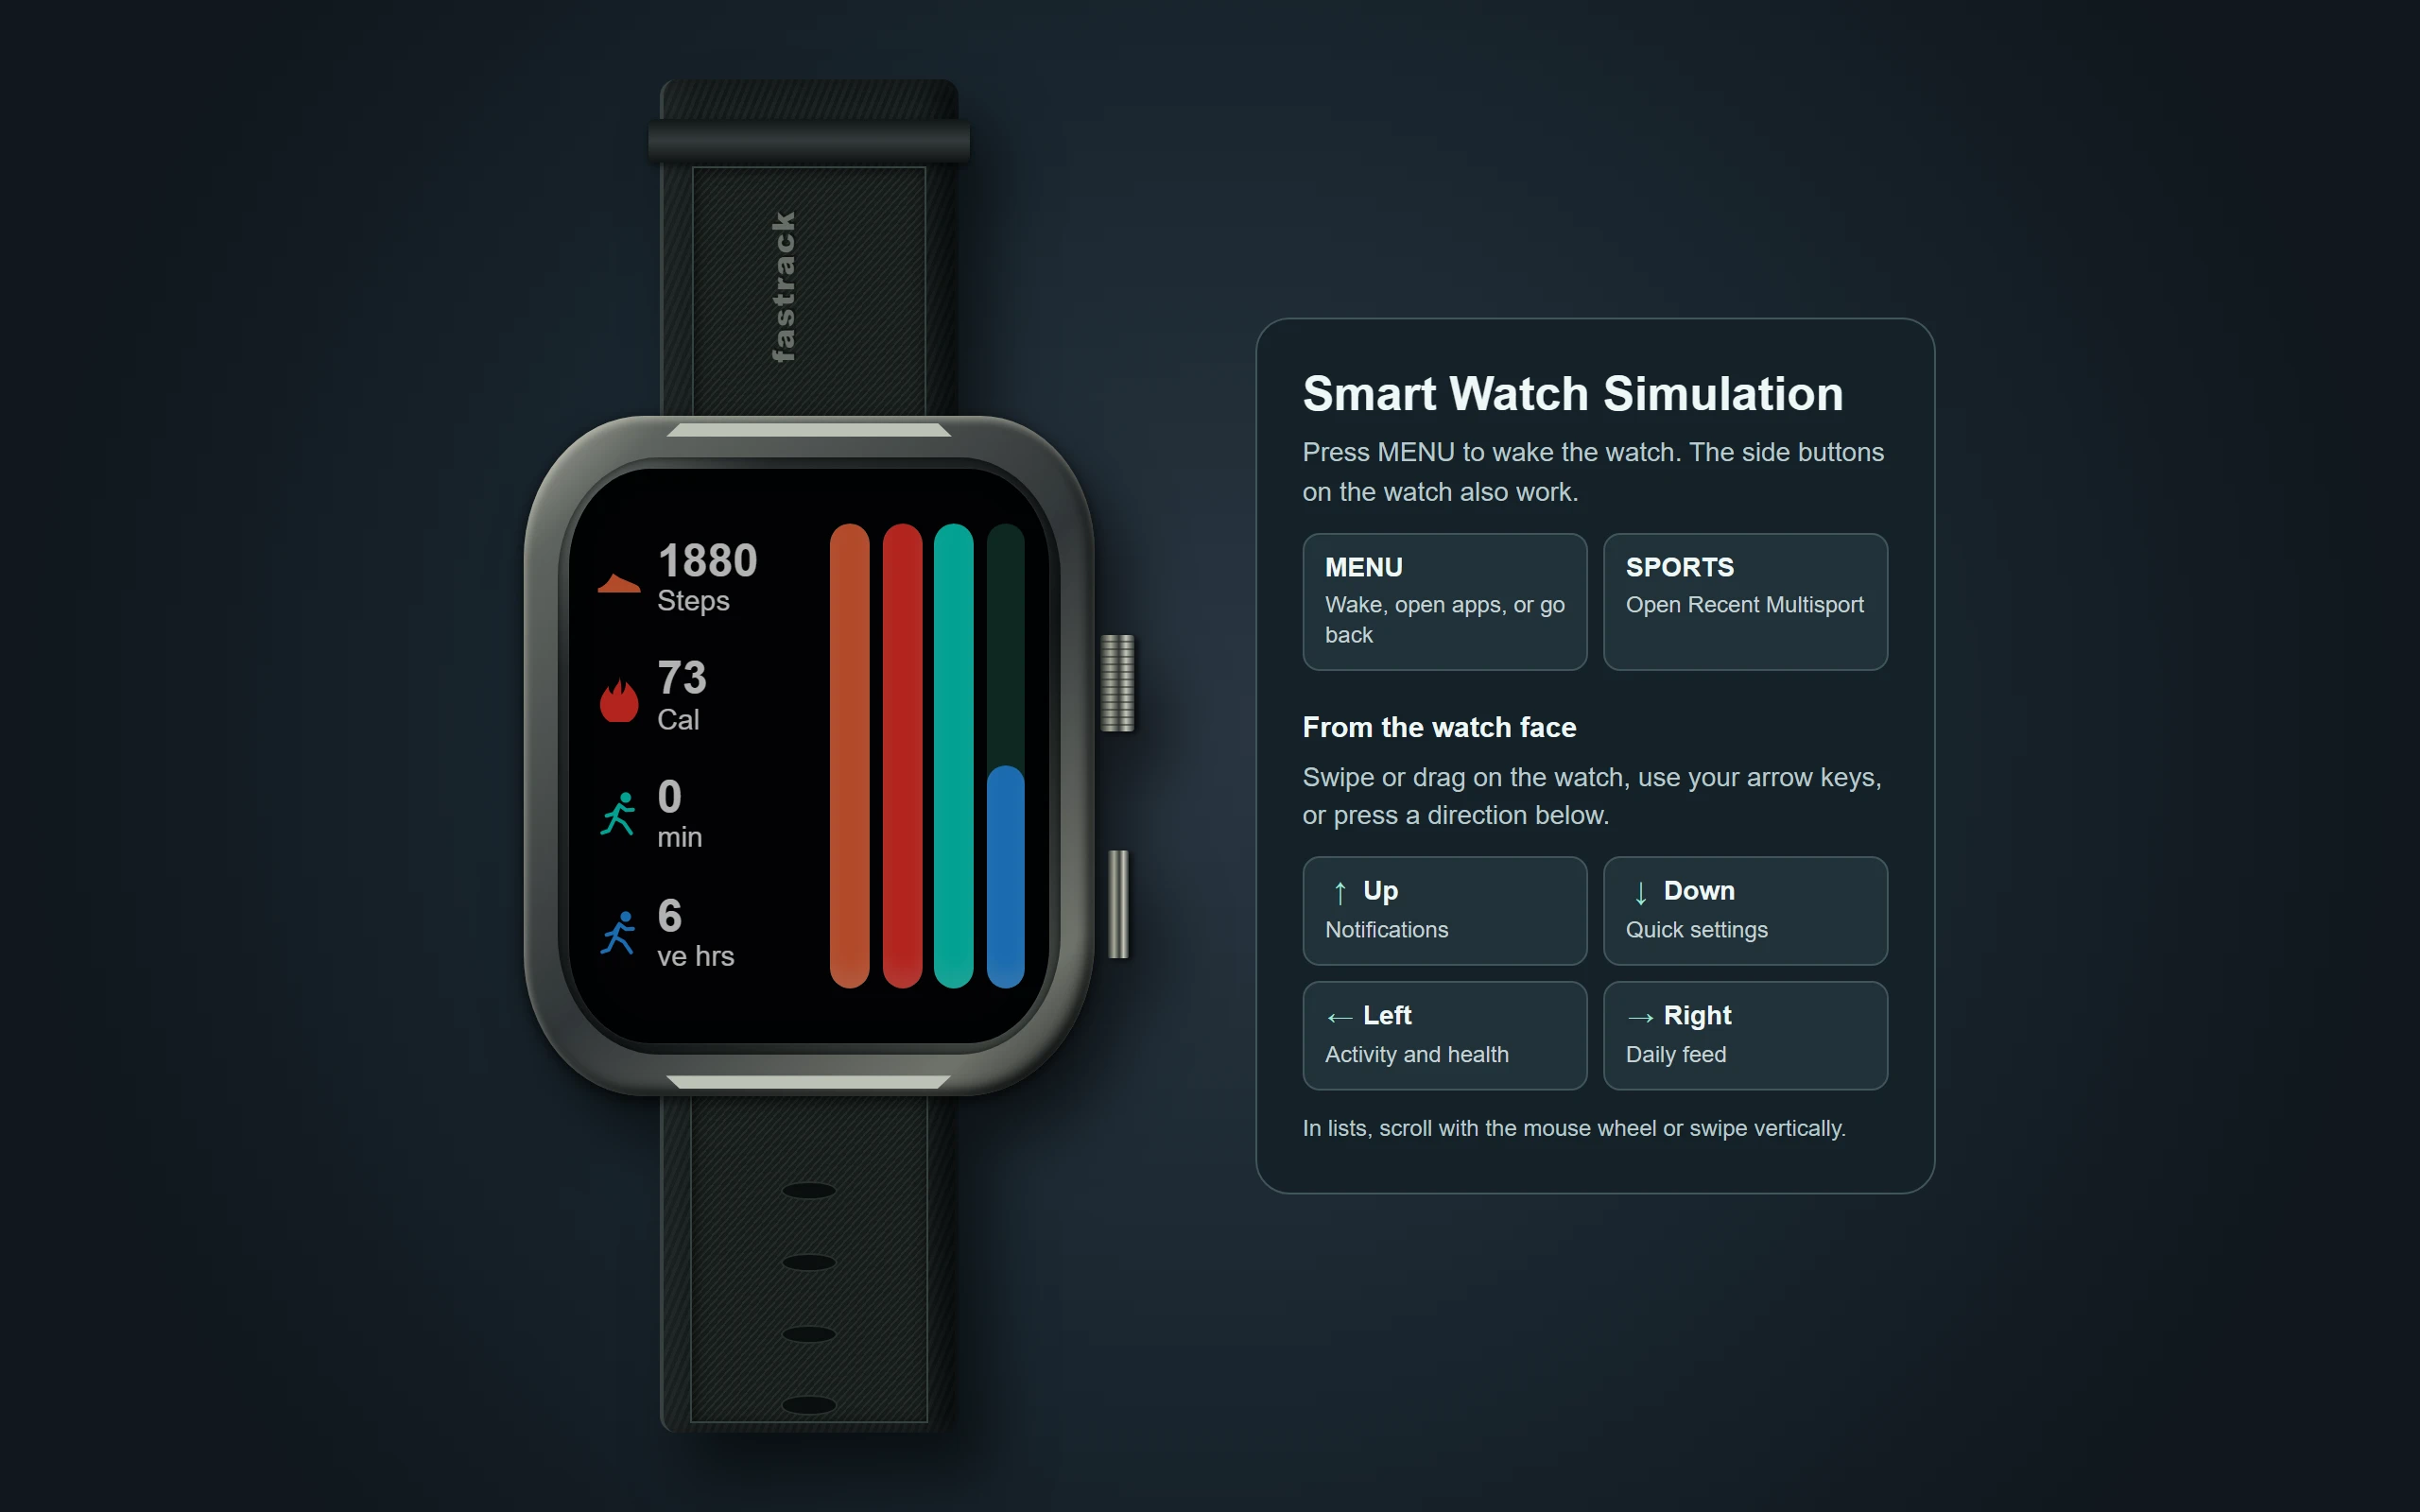 fastrack
1880
Steps
73
Cal
0
min
6
ve hrs
Smart Watch Simulation
Press MENU to wake the watch. The side buttons
on the watch also work.
MENU
Wake, open apps, or go
back
SPORTS
Open Recent Multisport
From the watch face
Swipe or drag on the watch, use your arrow keys,
or press a direction below.
↑ Up
Notifications
↓ Down
Quick settings
← Left
Activity and health
→ Right
Daily feed
In lists, scroll with the mouse wheel or swipe vertically.